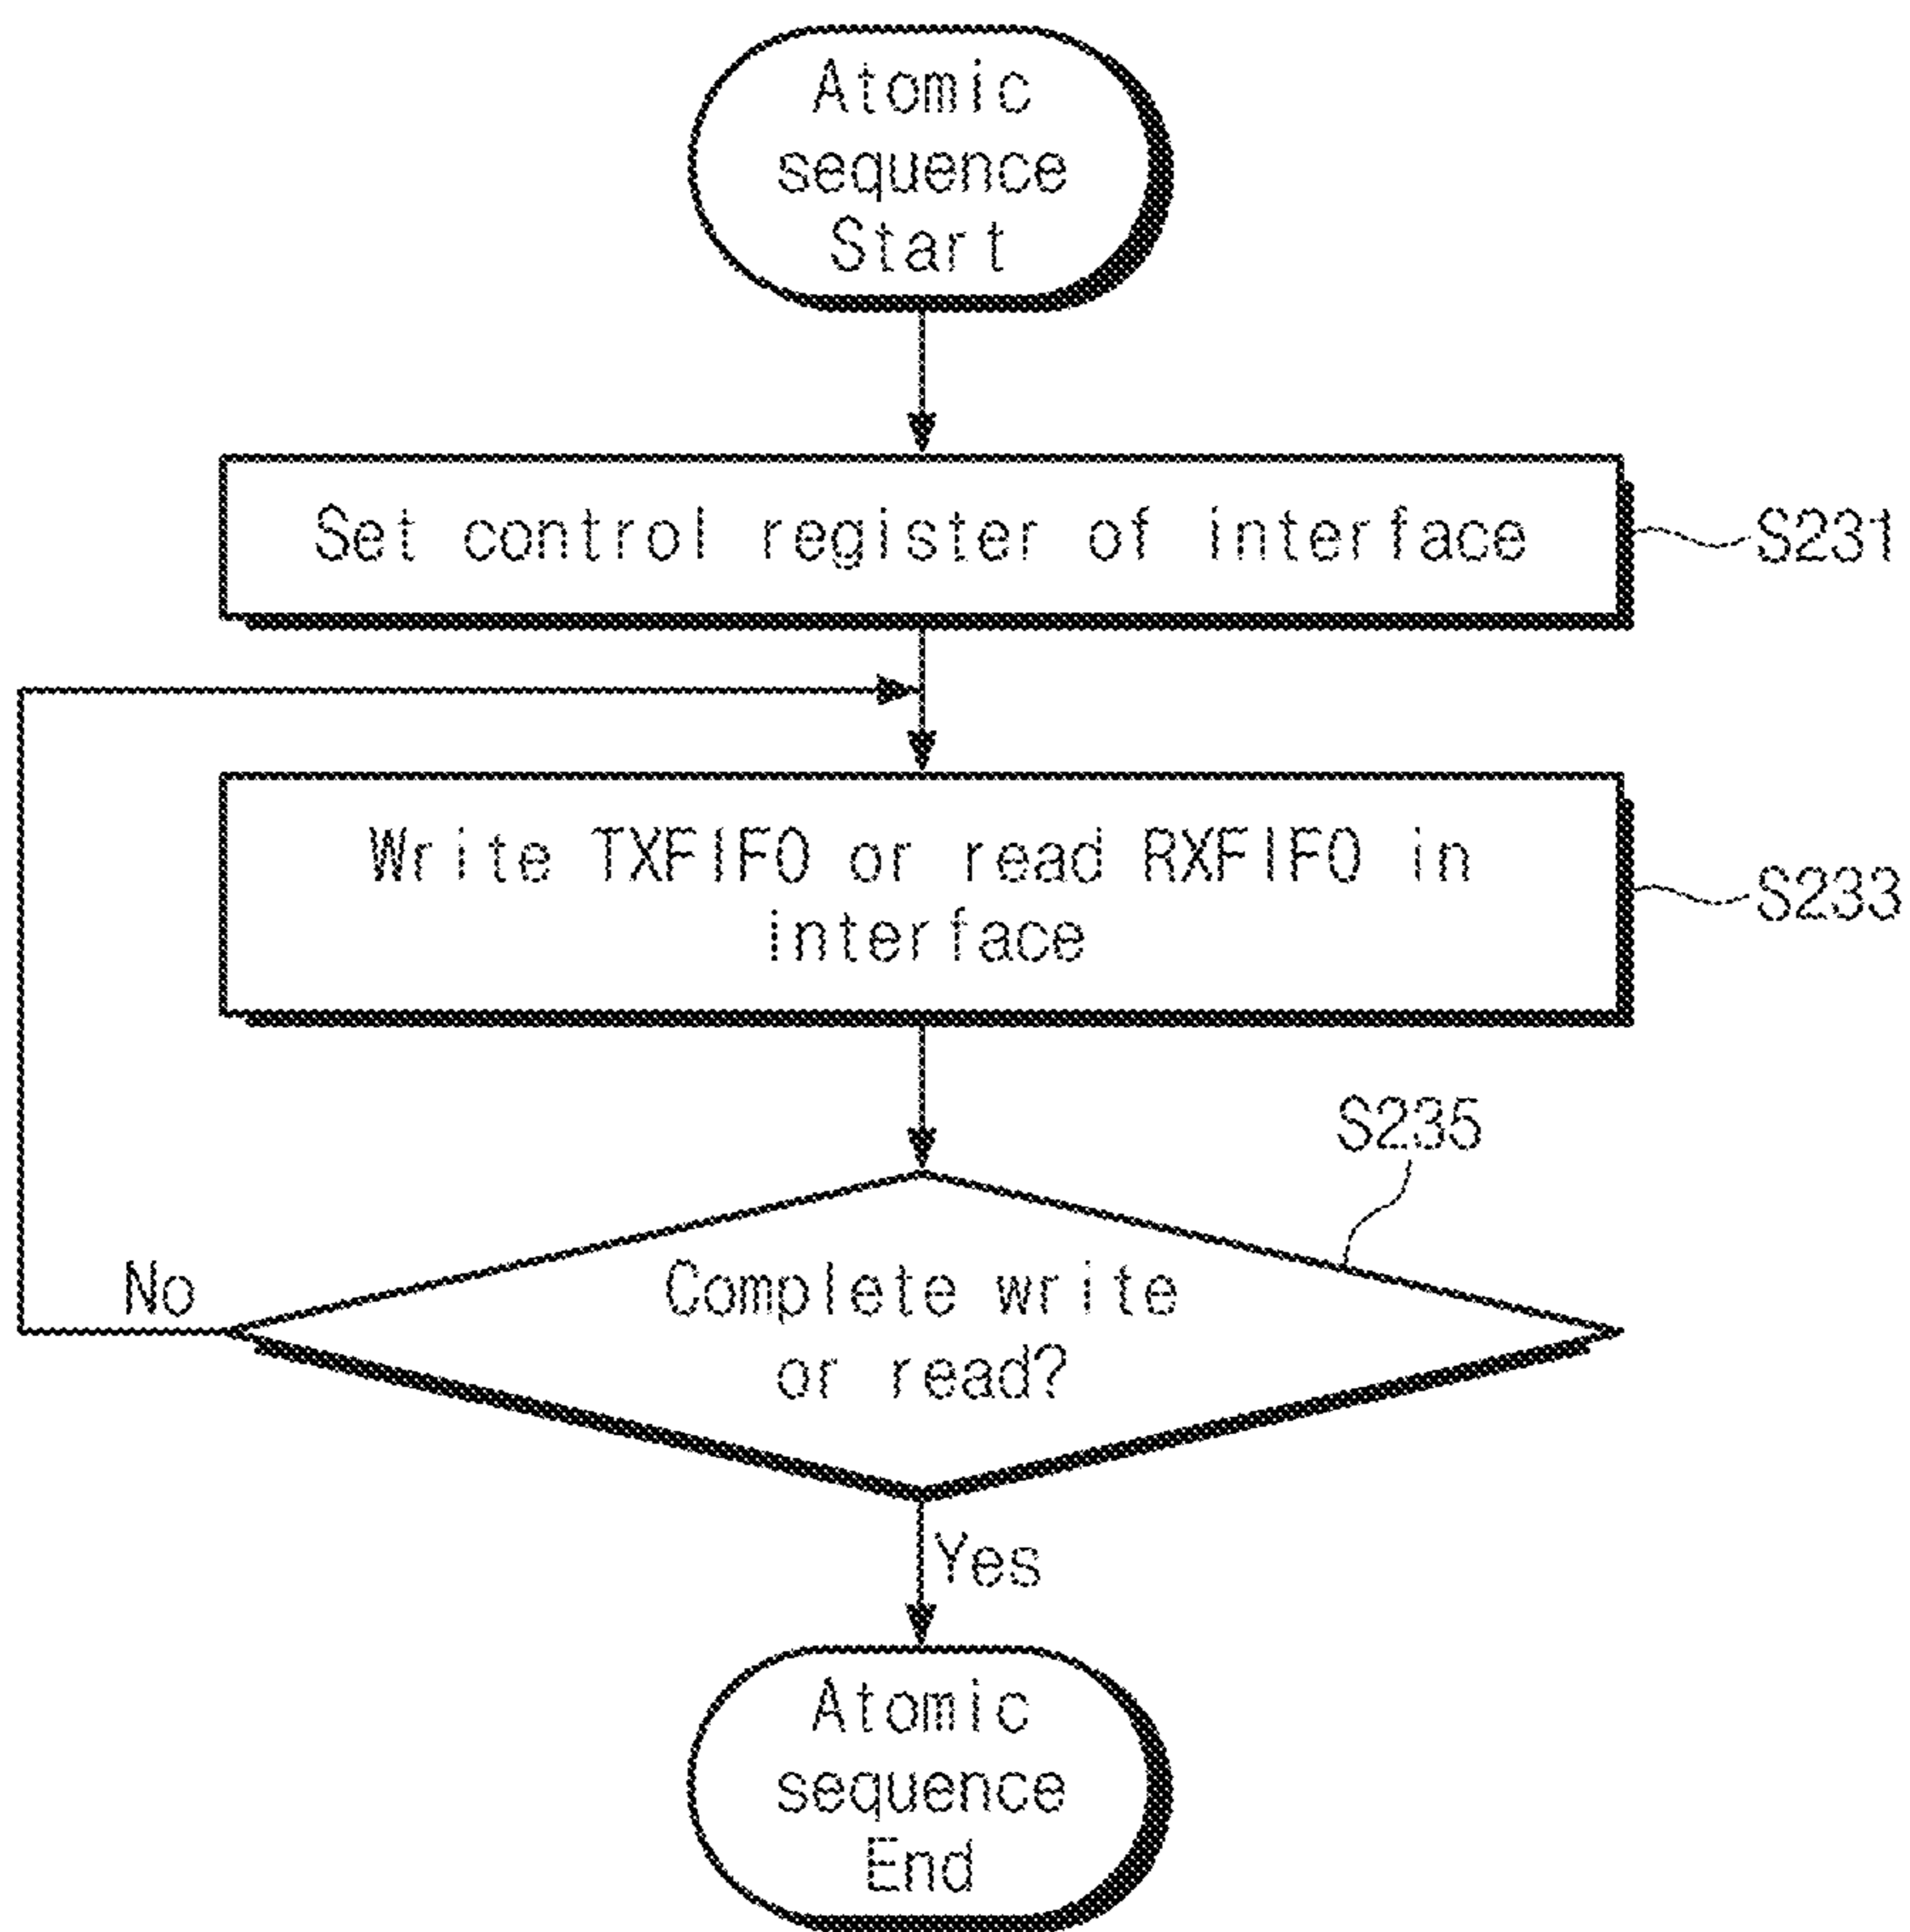 Atomic
sequence
Start
Set control register of interface
S231
Write TXFIFO or read RXFIFO in
interface
S233
S235
Complete write
or read?
No
Yes
Atomic
sequence
End